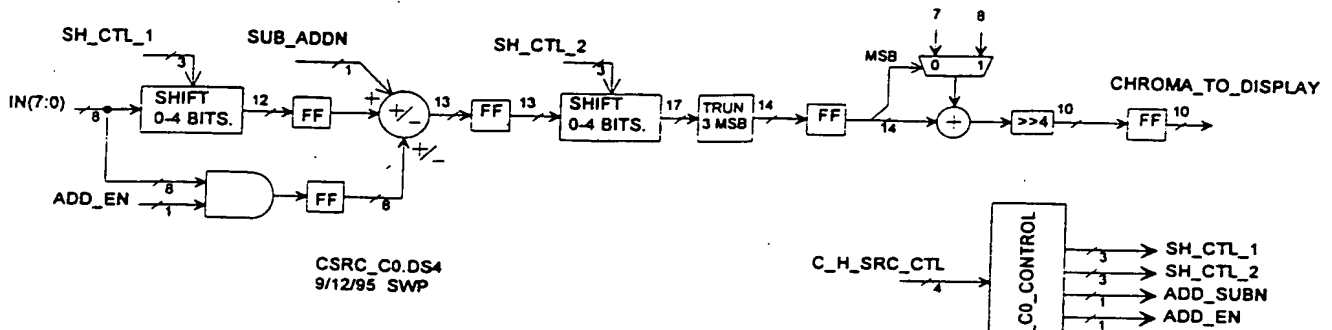 SH_CTL_1
3
SUB_ADDN
1
SH_CTL_2
3
7 8
MSB
0 1
CHROMA_TO_DISPLAY
IN(7:0)
8
SHIFT
0-4 BITS.
12
FF
+
+/-
13
FF
13
SHIFT
0-4 BITS.
17
TRUN
3 MSB
14
FF
14
÷
>>4
10
FF
10
+/-
8
ADD_EN
1
FF
8
CSRC_C0.DS4
9/12/95 SWP
C_H_SRC_CTL
4
_C0_CONTROL
3
SH_CTL_1
3
SH_CTL_2
1
ADD_SUBN
1
ADD_EN